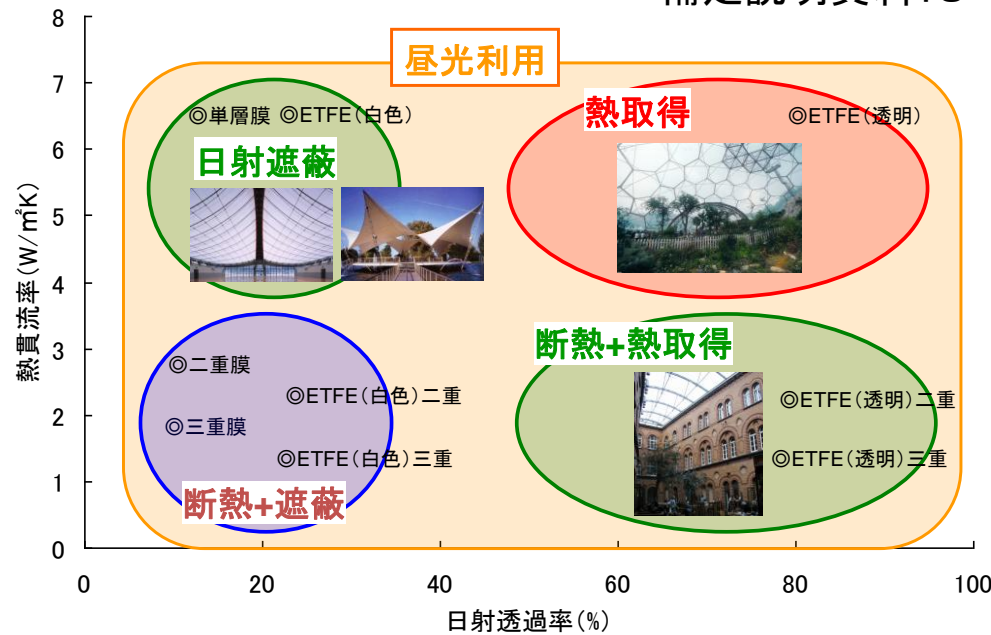 8
7
6
5
4
3
2
1
0
熱貫流率(W/㎡K)
昼光利用
◎単層膜 ◎ETFE(白色)
日射遮蔽
熱取得
◎ETFE(透明)
◎二重膜
◎ETFE(白色)二重
◎三重膜
◎ETFE(白色)三重
断熱+遮蔽
断熱+熱取得
◎ETFE(透明)二重
◎ETFE(透明)三重
0 20 40 60 80 100
日射透過率(%)